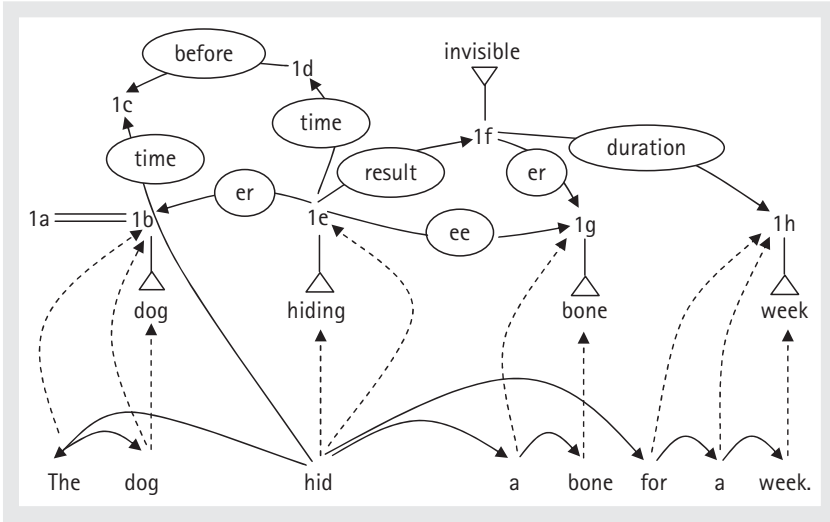 before
invisible
1d
1c
1f
time
time
duration
result
er
er
1a
1b
1e
ee
1g
1h
dog
hiding
bone
week
The dog hid a bone for a week.